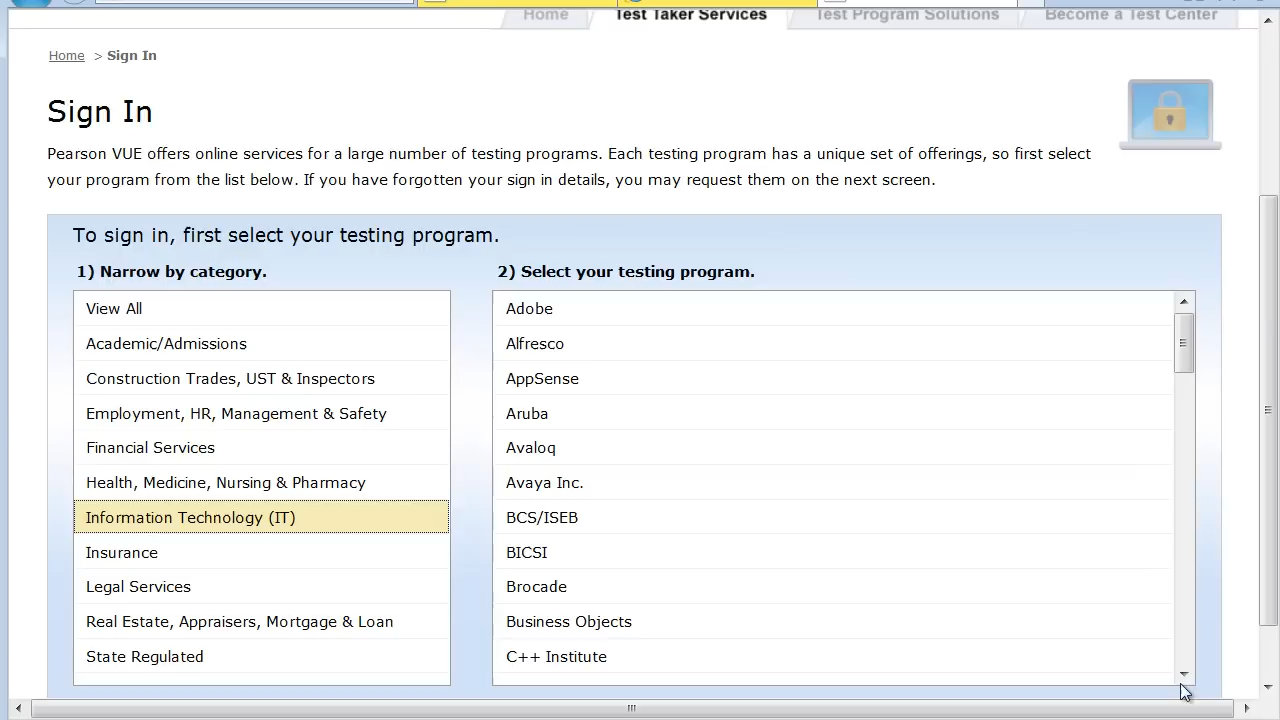 Home Test Taker Services Test Program Solutions Become a Test Center
Home > Sign In
Sign In
Pearson VUE offers online services for a large number of testing programs. Each testing program has a unique set of offerings, so first select
your program from the list below. If you have forgotten your sign in details, you may request them on the next screen.
To sign in, first select your testing program.
1) Narrow by category.
View All
Academic/Admissions
Construction Trades, UST & Inspectors
Employment, HR, Management & Safety
Financial Services
Health, Medicine, Nursing & Pharmacy
Information Technology (IT)
Insurance
Legal Services
Real Estate, Appraisers, Mortgage & Loan
State Regulated
2) Select your testing program.
Adobe
Alfresco
AppSense
Aruba
Avaloq
Avaya Inc.
BCS/ISEB
BICSI
Brocade
Business Objects
C++ Institute